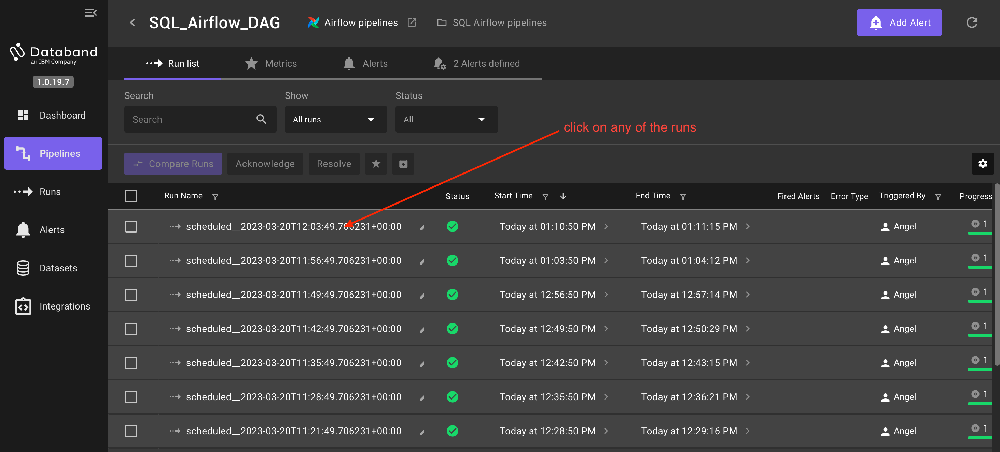 SQL_Airflow_DAG
Airflow pipelines
SQL Airflow pipelines
Add Alert
Databand
an IBM Company
1.0.19.7
Dashboard
Pipelines
Runs
Alerts
Datasets
Integrations
Run list
Metrics
Alerts
2 Alerts defined
Search
Show
Status
Search
All runs
All
click on any of the runs
Compare Runs
Acknowledge
Resolve
Run Name
Status
Start Time
End Time
Fired Alerts
Error Type
Triggered By
Progress
scheduled__2023-03-20T12:03:49.706231+00:00
Today at 01:10:50 PM
Today at 01:11:15 PM
Angel
1
scheduled__2023-03-20T11:56:49.706231+00:00
Today at 01:03:50 PM
Today at 01:04:12 PM
Angel
1
scheduled__2023-03-20T11:49:49.706231+00:00
Today at 12:56:50 PM
Today at 12:57:14 PM
Angel
1
scheduled__2023-03-20T11:42:49.706231+00:00
Today at 12:49:50 PM
Today at 12:50:29 PM
Angel
1
scheduled__2023-03-20T11:35:49.706231+00:00
Today at 12:42:50 PM
Today at 12:43:15 PM
Angel
1
scheduled__2023-03-20T11:28:49.706231+00:00
Today at 12:35:50 PM
Today at 12:36:21 PM
Angel
1
scheduled__2023-03-20T11:21:49.706231+00:00
Today at 12:28:50 PM
Today at 12:29:16 PM
Angel
1